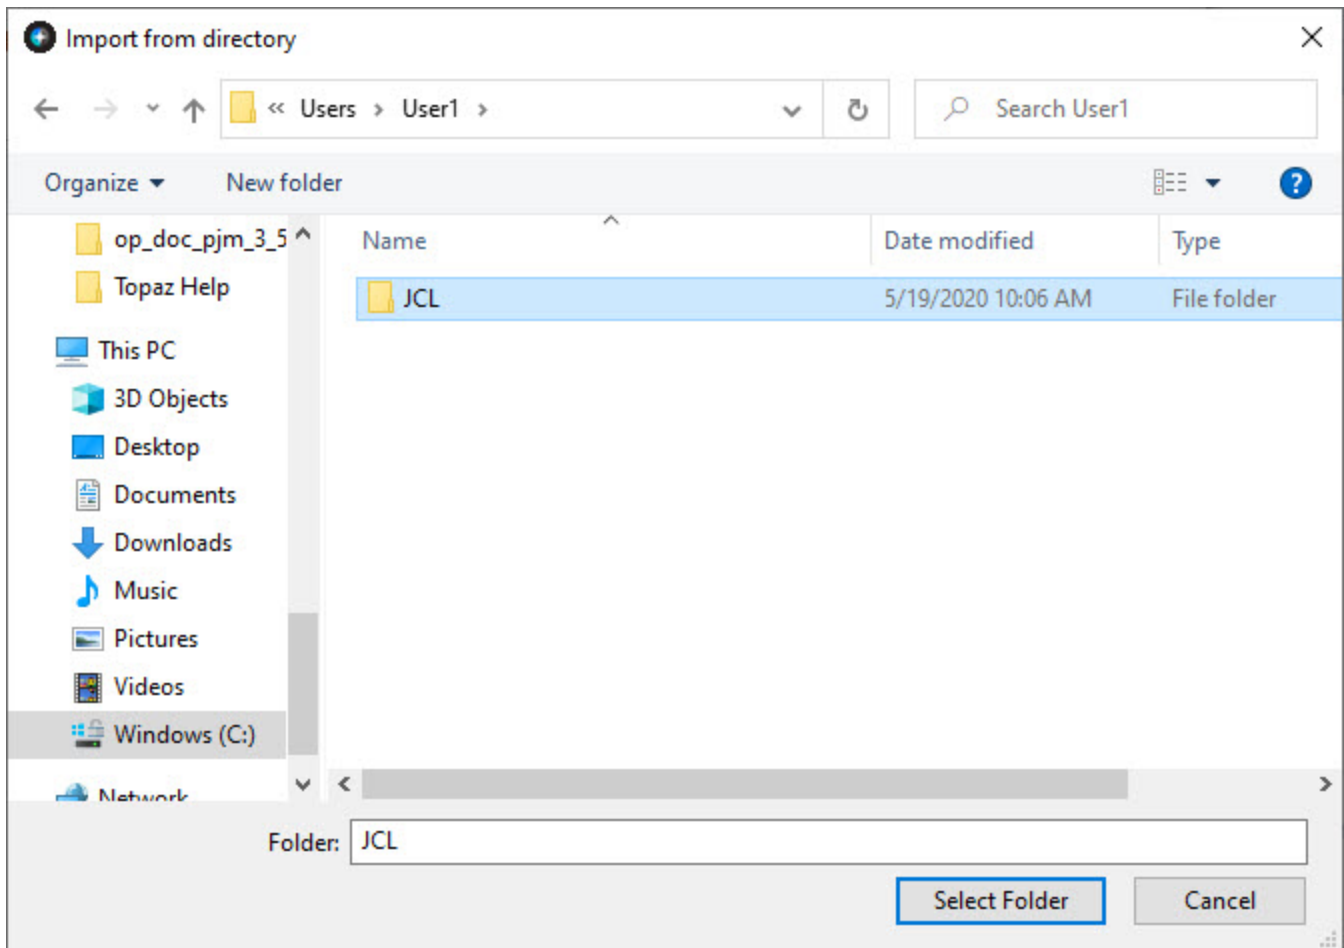 Import from directory
« Users > User1 >
Search User1
Organize
New folder
?
Name
Date modified
Type
op_doc_pjm_3_5
Topaz Help
JCL
5/19/2020 10:06 AM
File folder
This PC
3D Objects
Desktop
Documents
Downloads
Music
Pictures
Videos
Windows (C:)
Network
Folder: JCL
Select Folder
Cancel